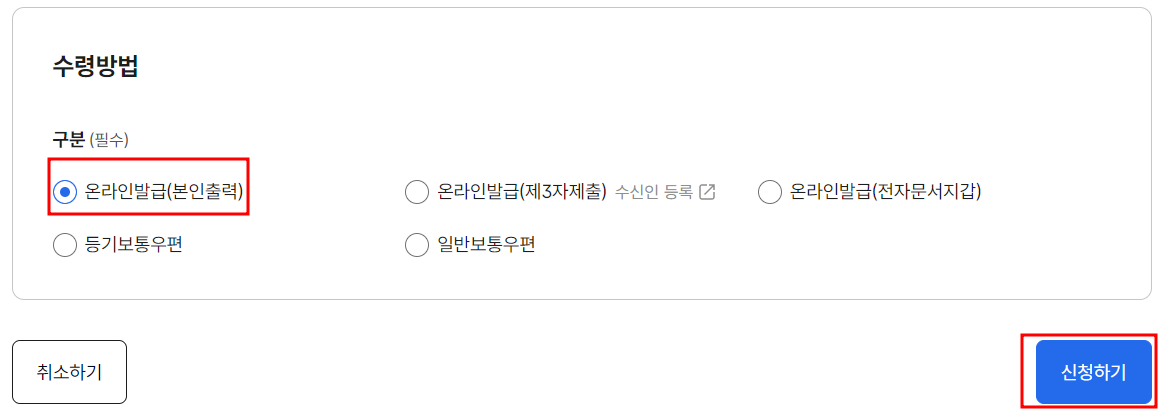 수령방법
구분 (필수)
온라인발급(본인출력) 온라인발급(제3자제출) 수신인 등록 온라인발급(전자문서지갑)
등기보통우편 일반보통우편
취소하기 신청하기